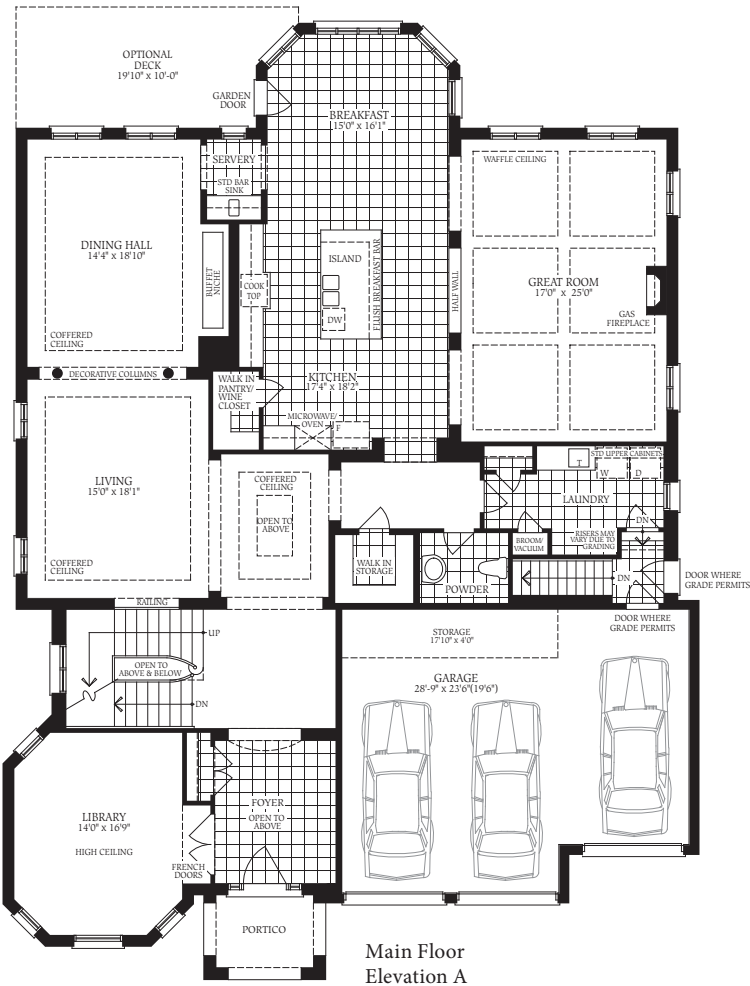 OPTIONAL
DECK
19'10" x 10'-0"
GARDEN
DOOR
BREAKFAST
15'0" x 16'1"
SERVERY
STD BAR
SINK
WAFFLE CEILING
DINING HALL
14'4" x 18'10"
BUFFET
NICHE
COOK
TOP
ISLAND
DW
FLUSH BREAKFAST BAR
HALF WALL
GREAT ROOM
17'0" x 25'0"
GAS
FIREPLACE
COFFERED
CEILING
DECORATIVE COLUMNS
WALK IN
PANTRY/
WINE
CLOSET
KITCHEN
17'4" x 18'2"
MICROWAVE/
OVEN
F
LIVING
15'0" x 18'1"
COFFERED
CEILING
OPEN TO
ABOVE
STD UPPER CABINETS
T
W
D
LAUNDRY
DN
RISERS MAY
VARY DUE TO
GRADING
BROOM/
VACUUM
COFFERED
CEILING
WALK IN
STORAGE
POWDER
DN
DOOR WHERE
GRADE PERMITS
DOOR WHERE
GRADE PERMITS
RAILING
UP
OPEN TO
ABOVE & BELOW
DN
STORAGE
17'10" x 4'0"
GARAGE
28'-9" x 23'6"(19'6")
LIBRARY
14'0" x 16'9"
HIGH CEILING
FOYER
OPEN TO
ABOVE
FRENCH
DOORS
PORTICO
Main Floor
Elevation A